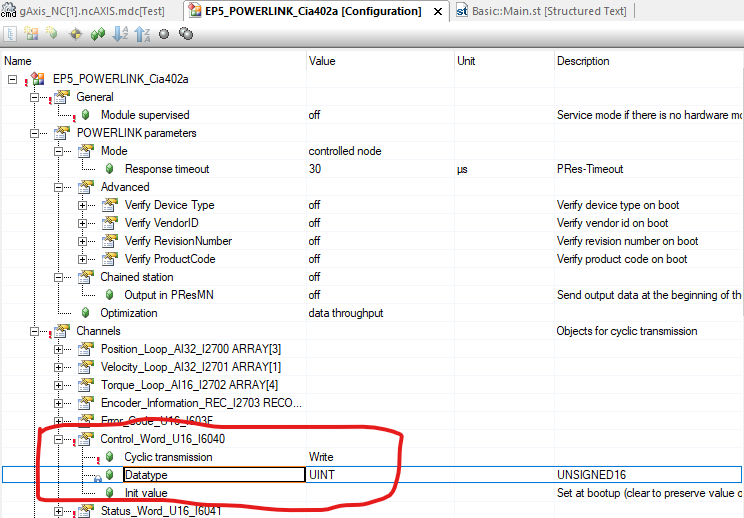 cmd gAxis_NC[1].ncAXIS.mdc[Test] EP5_POWERLINK_Cia402a [Configuration] × st Basic::Main.st [Structured Text]
Name Value Unit Description
EP5_POWERLINK_Cia402a
General
Module supervised off Service mode if there is no hardware mo
POWERLINK parameters
Mode controlled node
Response timeout 30 µs PRes-Timeout
Advanced
Verify Device Type off Verify device type on boot
Verify VendorID off Verify vendor id on boot
Verify RevisionNumber off Verify revision number on boot
Verify ProductCode off Verify product code on boot
Chained station off
Output in PResMN off Send output data at the beginning of th
Optimization data throughput
Channels Objects for cyclic transmission
Position_Loop_AI32_I2700 ARRAY[3]
Velocity_Loop_AI32_I2701 ARRAY[1]
Torque_Loop_AI16_I2702 ARRAY[4]
Encoder_Information_REC_I2703 RECO...
Error_Code_U16_I603F
Control_Word_U16_I6040
Cyclic transmission Write
Datatype UINT UNSIGNED16
Init value Set at bootup (clear to preserve value o
Status_Word_U16_I6041